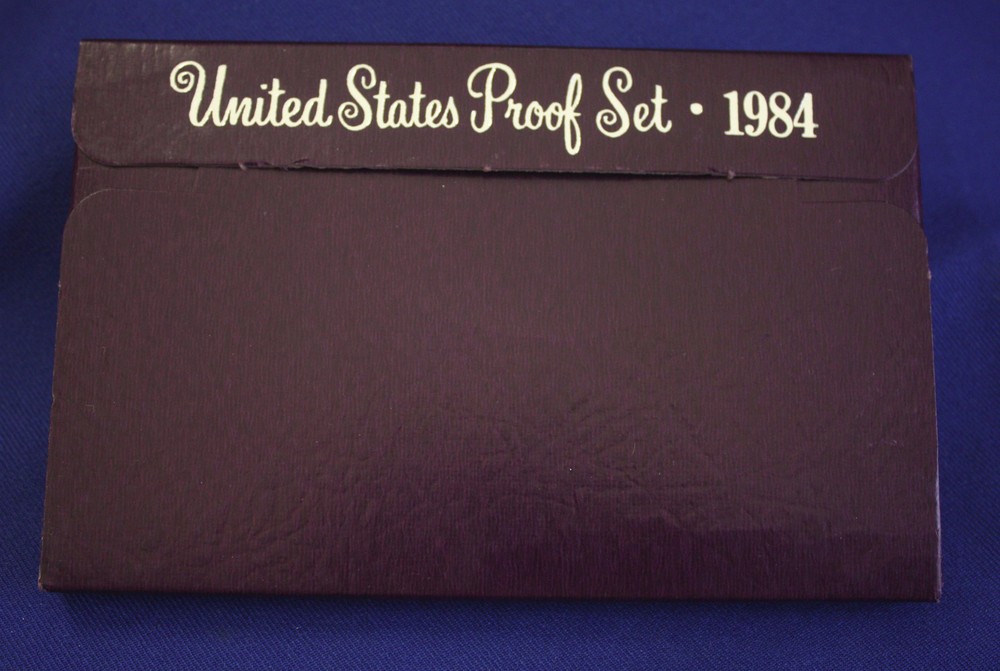 United States Proof Set • 1984